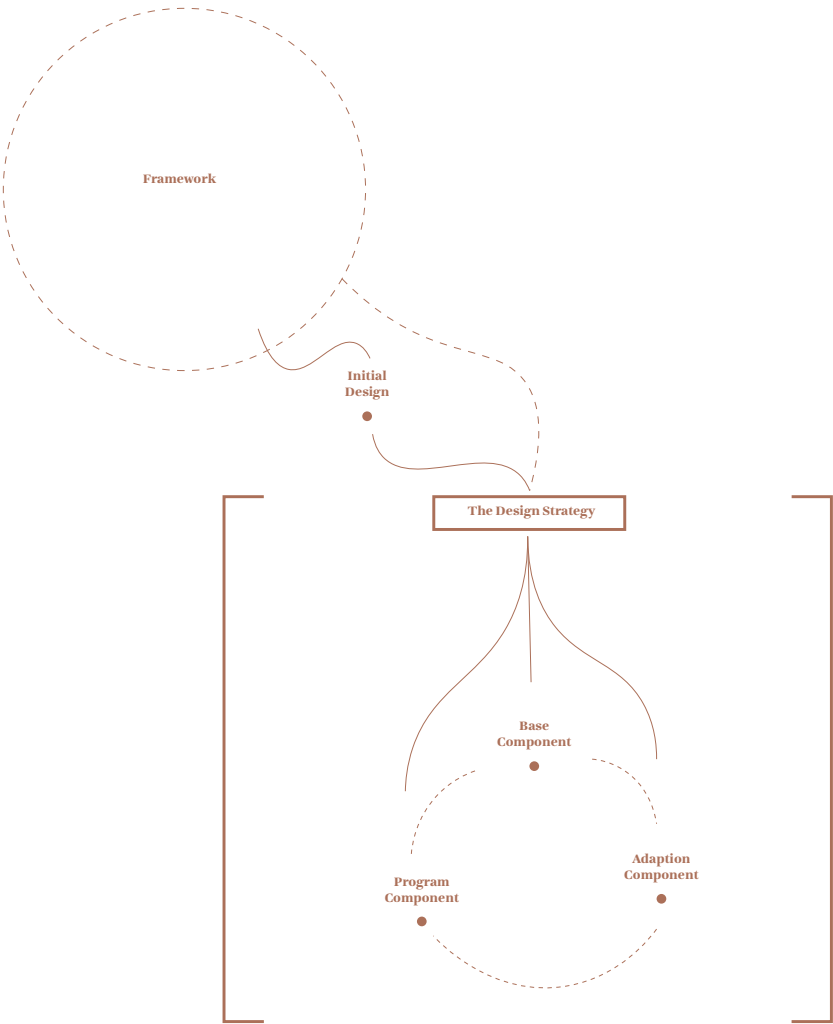 Framework
Initial
Design
The Design Strategy
Base
Component
Adaption
Component
Program
Component